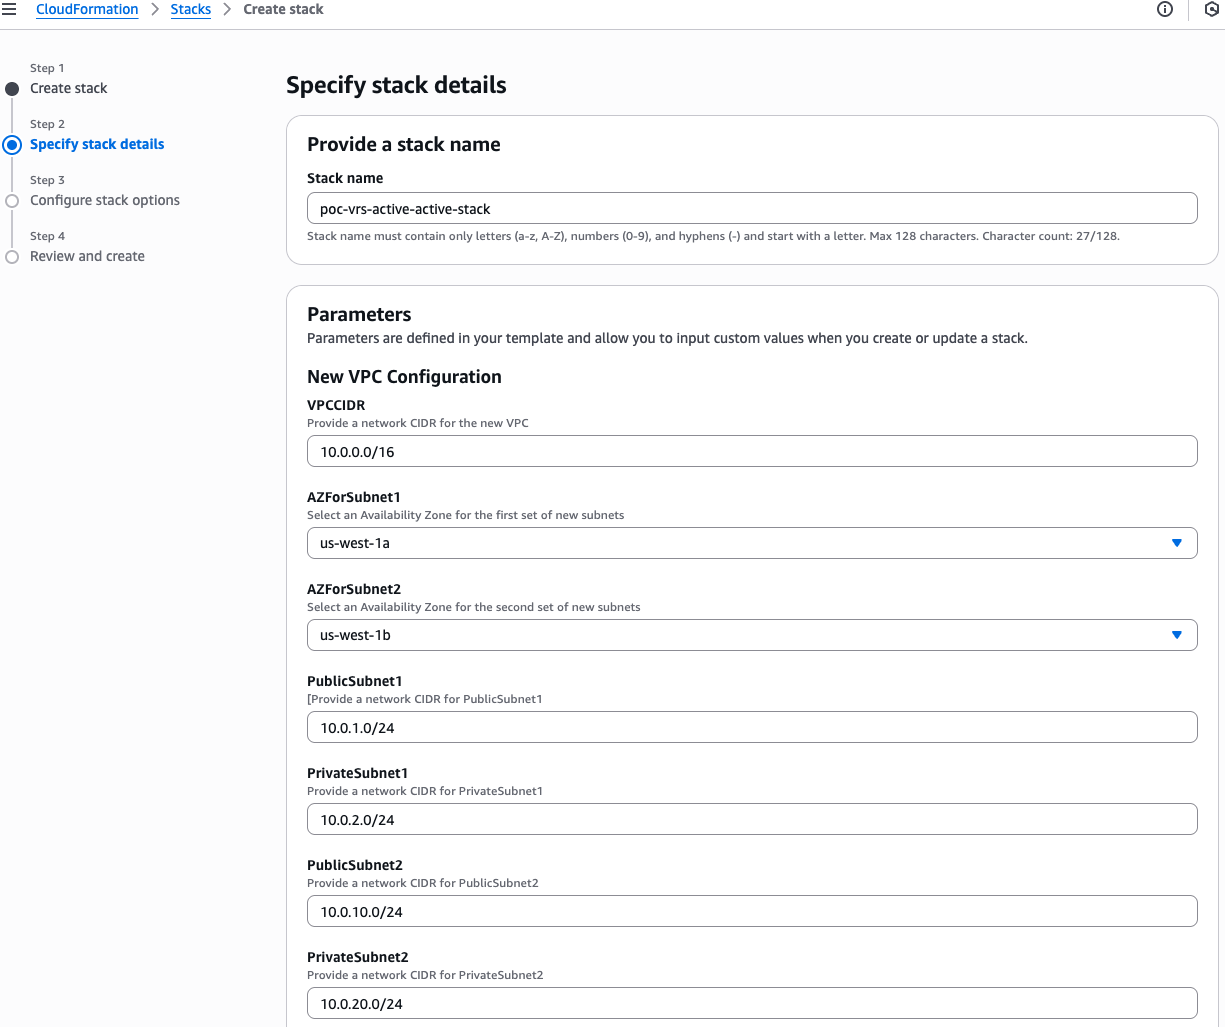 CloudFormation > Stacks > Create stack
Step 1
Create stack
Step 2
Specify stack details
Step 3
Configure stack options
Step 4
Review and create
Specify stack details
Provide a stack name
Stack name
poc-vrs-active-active-stack
Stack name must contain only letters (a-z, A-Z), numbers (0-9), and hyphens (-) and start with a letter. Max 128 characters. Character count: 27/128.
Parameters
Parameters are defined in your template and allow you to input custom values when you create or update a stack.
New VPC Configuration
VPCCIDR
Provide a network CIDR for the new VPC
10.0.0.0/16
AZForSubnet1
Select an Availability Zone for the first set of new subnets
us-west-1a
AZForSubnet2
Select an Availability Zone for the second set of new subnets
us-west-1b
PublicSubnet1
[Provide a network CIDR for PublicSubnet1
10.0.1.0/24
PrivateSubnet1
Provide a network CIDR for PrivateSubnet1
10.0.2.0/24
PublicSubnet2
Provide a network CIDR for PublicSubnet2
10.0.10.0/24
PrivateSubnet2
Provide a network CIDR for PrivateSubnet2
10.0.20.0/24